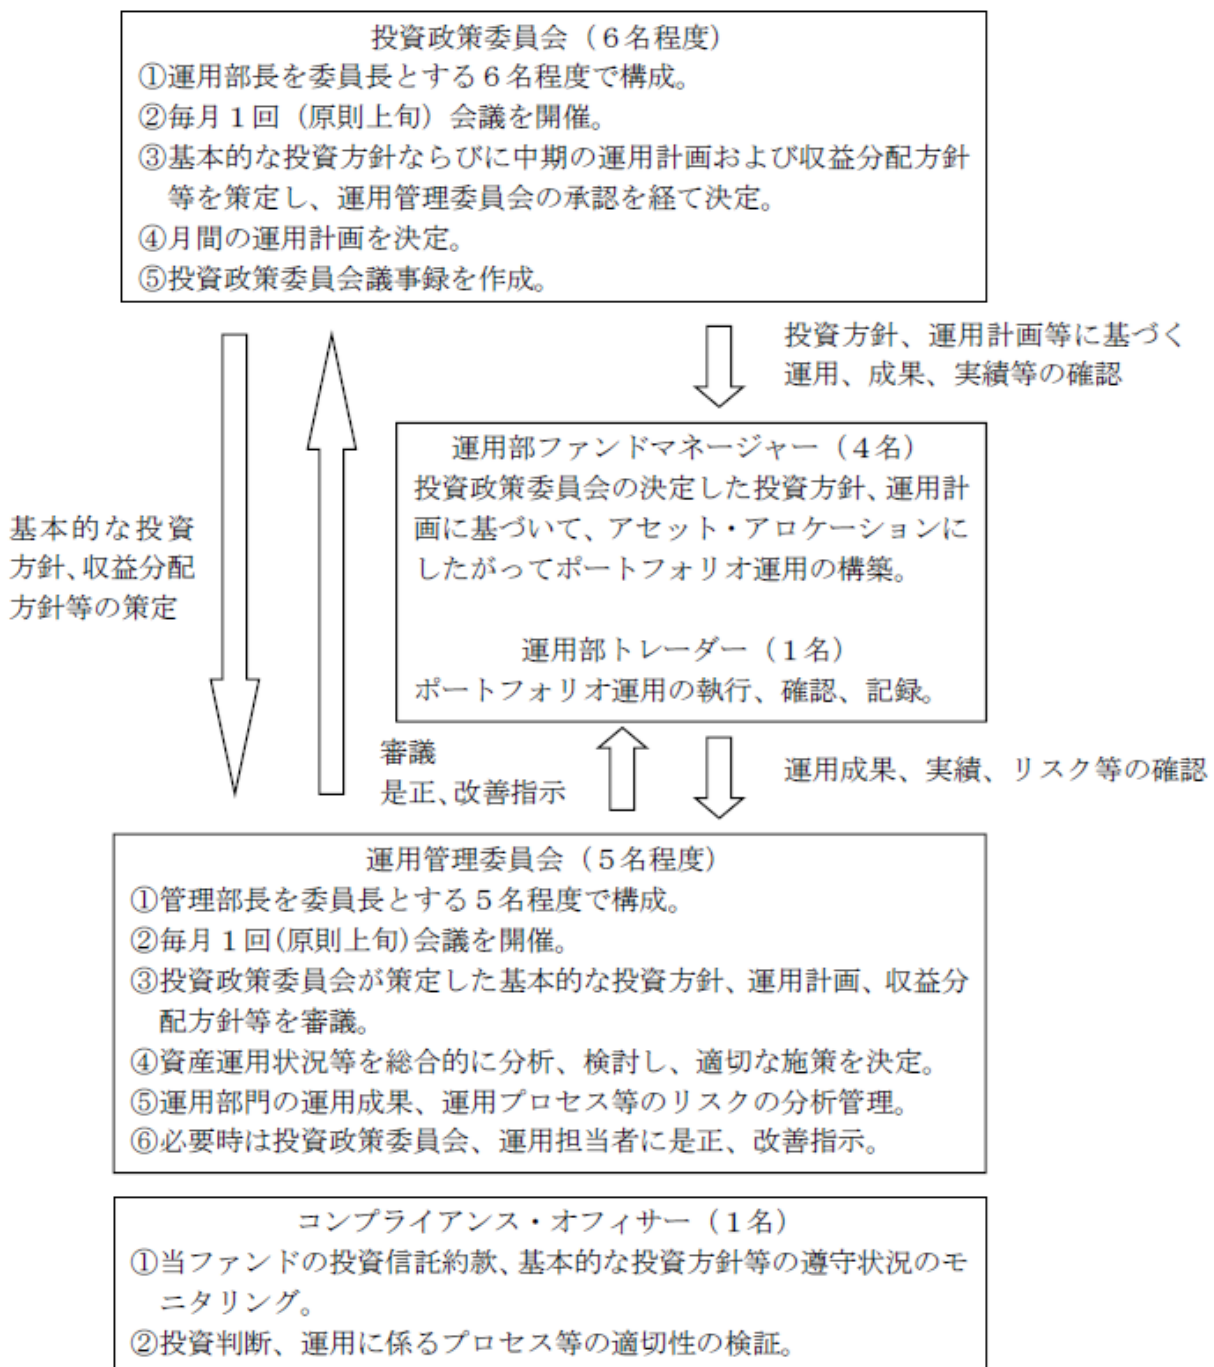 投資政策委員会（６名程度）
①運用部長を委員長とする６名程度で構成。
②毎月１回（原則上旬）会議を開催。
③基本的な投資方針ならびに中期の運用計画および収益分配方針
等を策定し、運用管理委員会の承認を経て決定。
④月間の運用計画を決定。
⑤投資政策委員会議事録を作成。
投資方針、運用計画等に基づく
運用、成果、実績等の確認
運用部ファンドマネージャー（４名）
投資政策委員会の決定した投資方針、運用計
画に基づいて、アセット・アロケーションに
したがってポートフォリオ運用の構築。
運用部トレーダー（１名）
ポートフォリオ運用の執行、確認、記録。
基本的な投資
方針、収益分配
方針等の策定
審議
是正、改善指示
運用成果、実績、リスク等の確認
運用管理委員会（５名程度）
①管理部長を委員長とする５名程度で構成。
②毎月１回(原則上旬)会議を開催。
③投資政策委員会が策定した基本的な投資方針、運用計画、収益分
配方針等を審議。
④資産運用状況等を総合的に分析、検討し、適切な施策を決定。
⑤運用部門の運用成果、運用プロセス等のリスクの分析管理。
⑥必要時は投資政策委員会、運用担当者に是正、改善指示。
コンプライアンス・オフィサー（１名）
①当ファンドの投資信託約款、基本的な投資方針等の遵守状況のモ
ニタリング。
②投資判断、運用に係るプロセス等の適切性の検証。